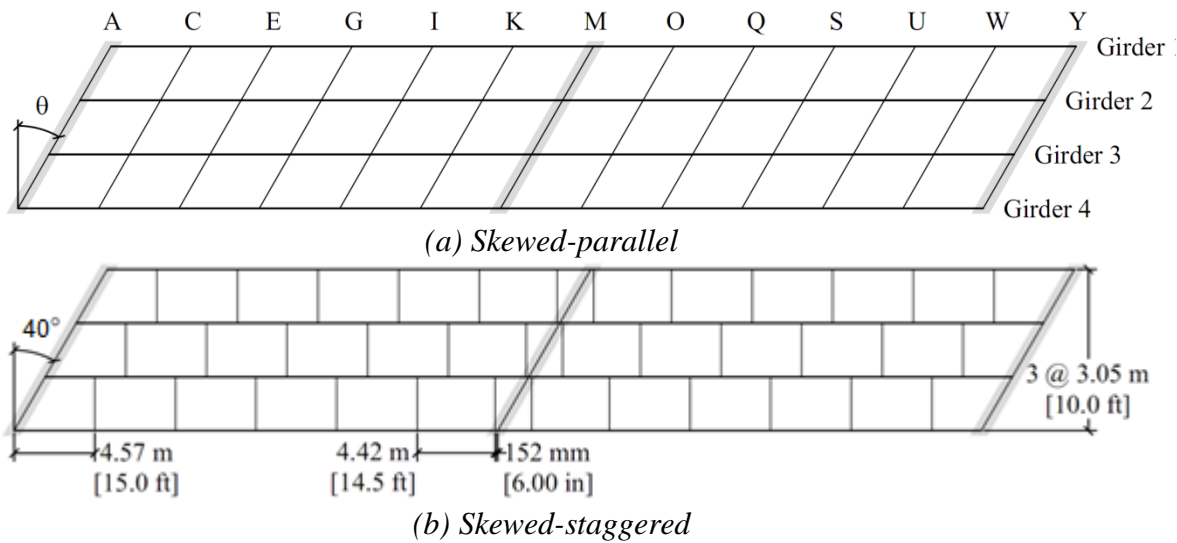 A C E G I K M O Q S U W Y
Girder 1
θ
Girder 2
Girder 3
Girder 4
(a) Skewed-parallel
40°
3 @ 3.05 m
[10.0 ft]
4.57 m
[15.0 ft]
4.42 m
[14.5 ft]
152 mm
[6.00 in]
(b) Skewed-staggered